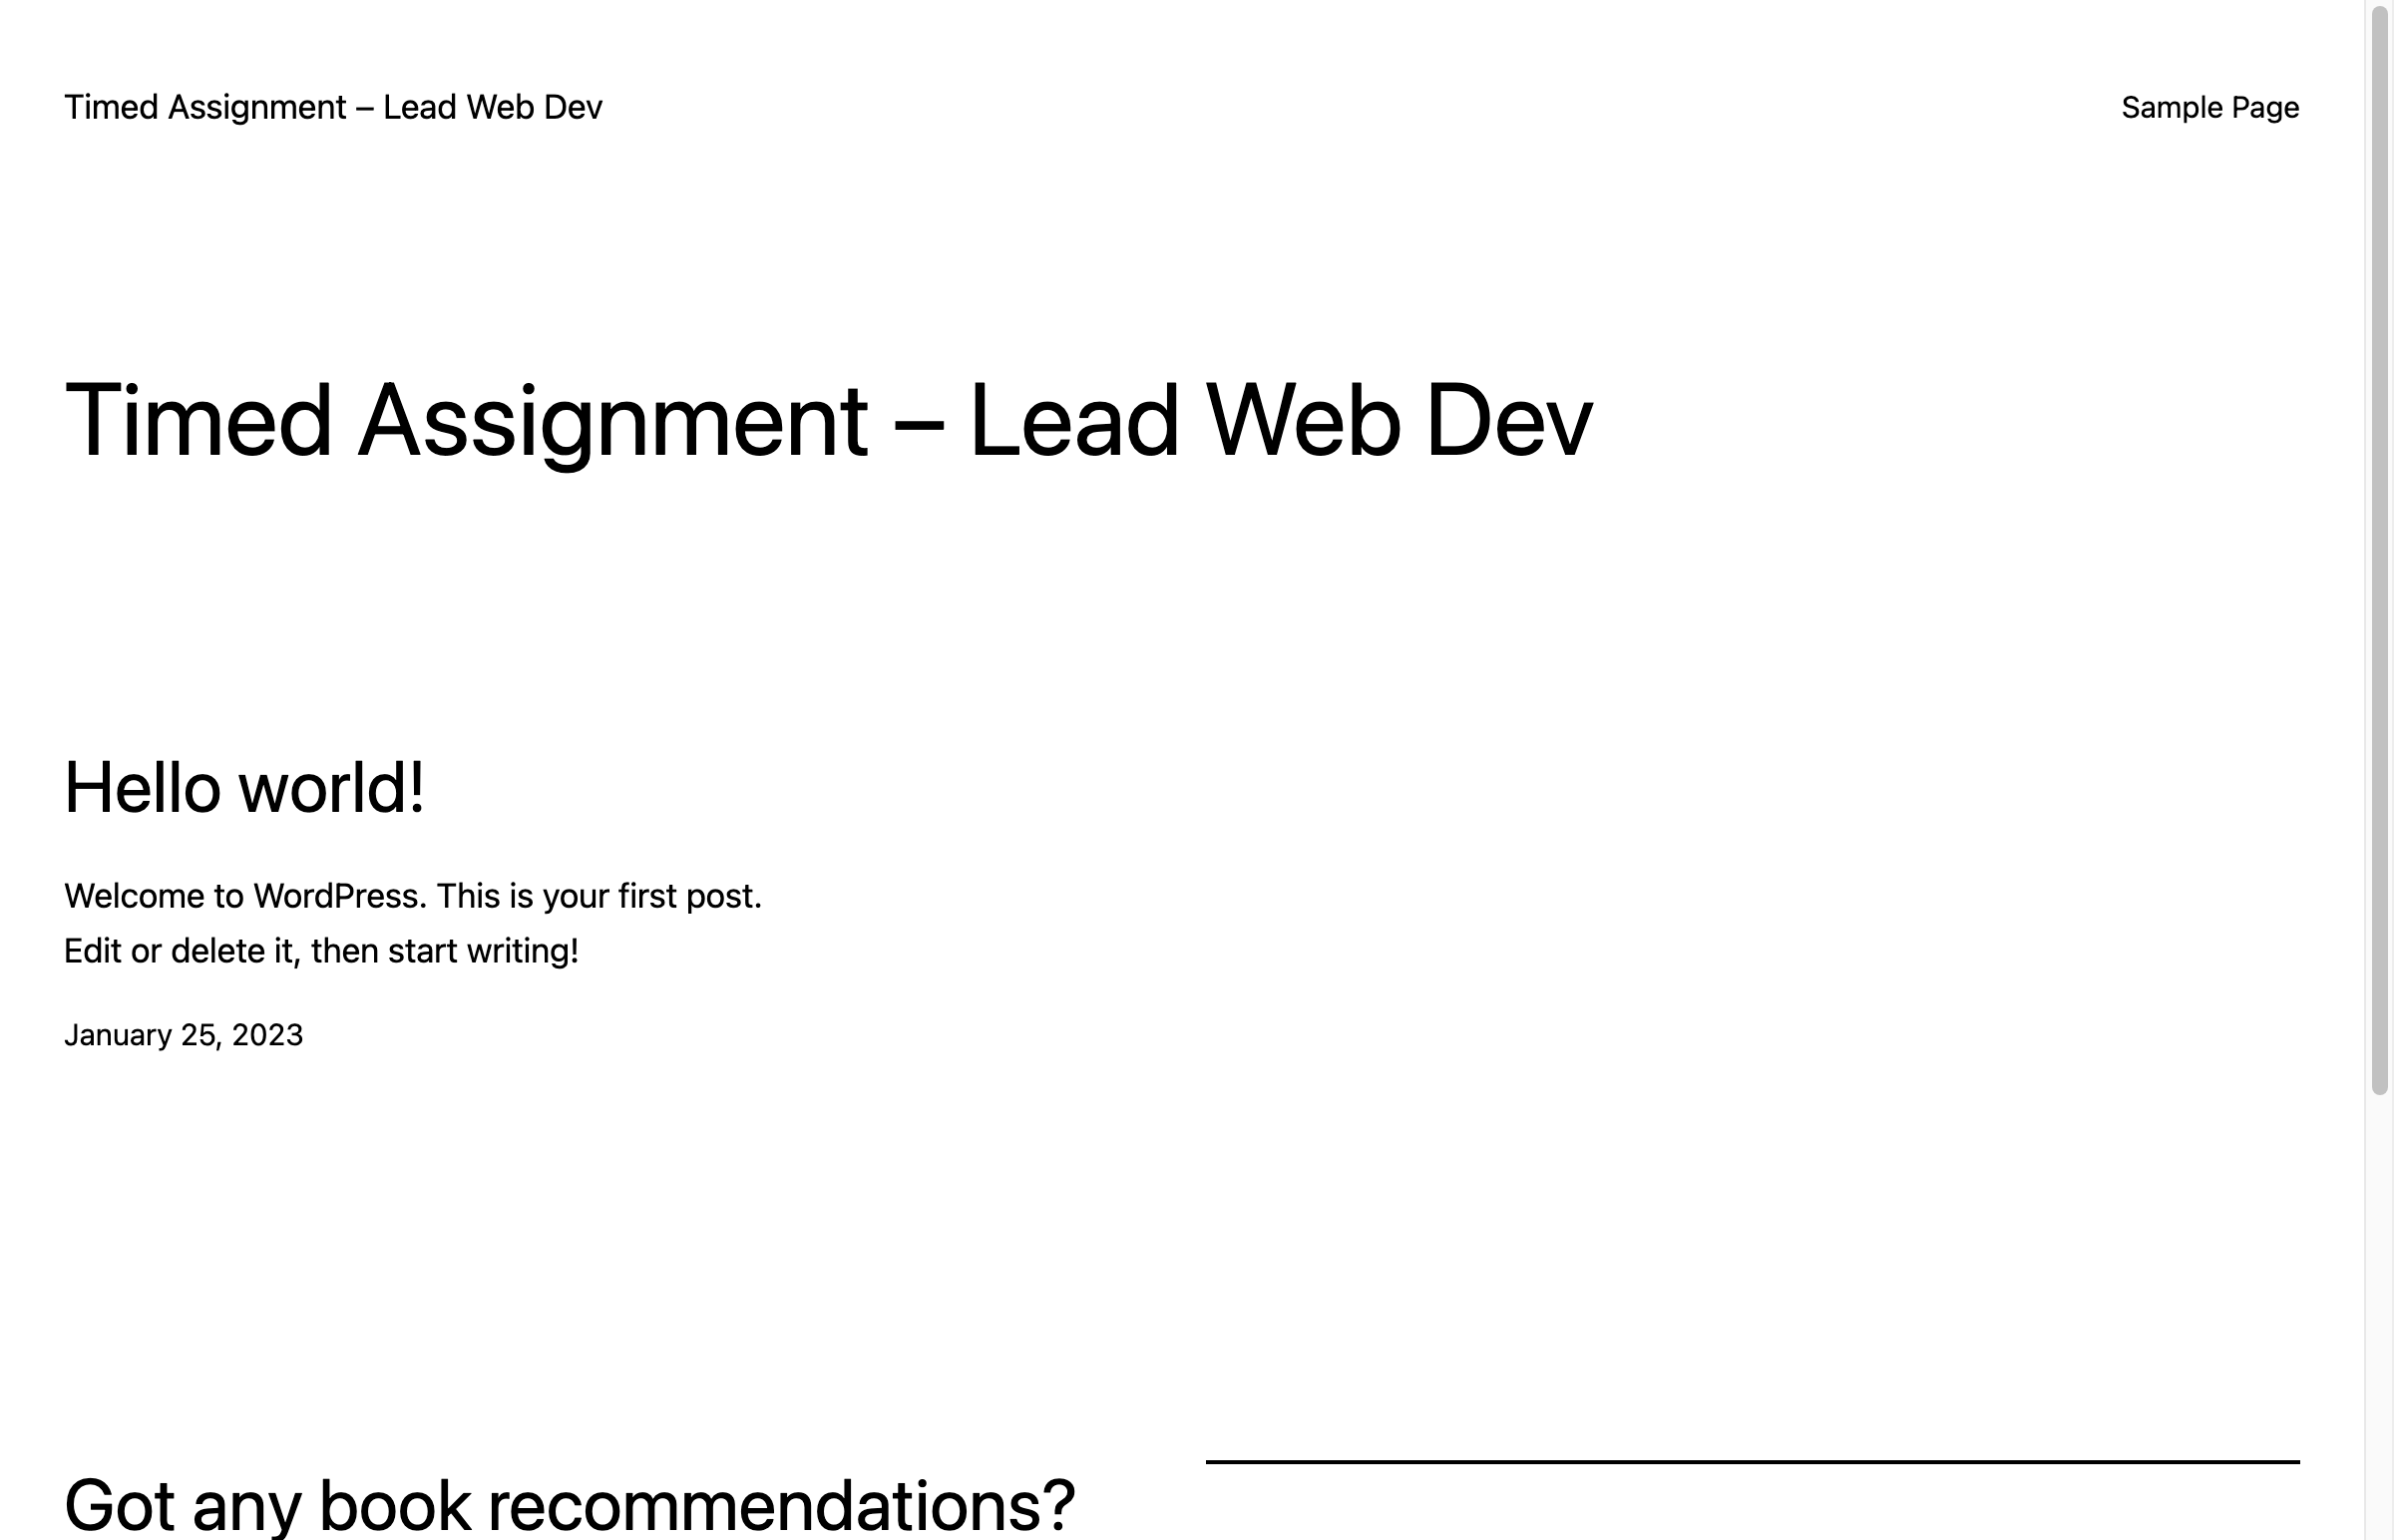 Timed Assignment – Lead Web Dev
Sample Page
Timed Assignment – Lead Web Dev
Hello world!
Welcome to WordPress. This is your first post.
Edit or delete it, then start writing!
January 25, 2023
Got any book recommendations?